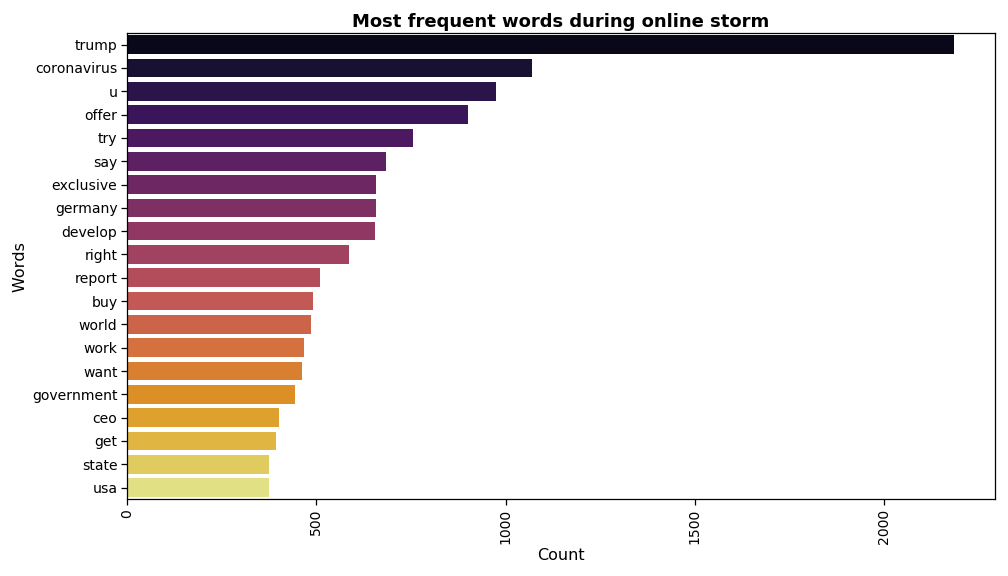 Most frequent words during online storm
Words
trump
coronavirus
u
offer
try
say
exclusive
germany
develop
right
report
buy
world
work
want
government
ceo
get
state
usa
0
500
1000
1500
2000
Count